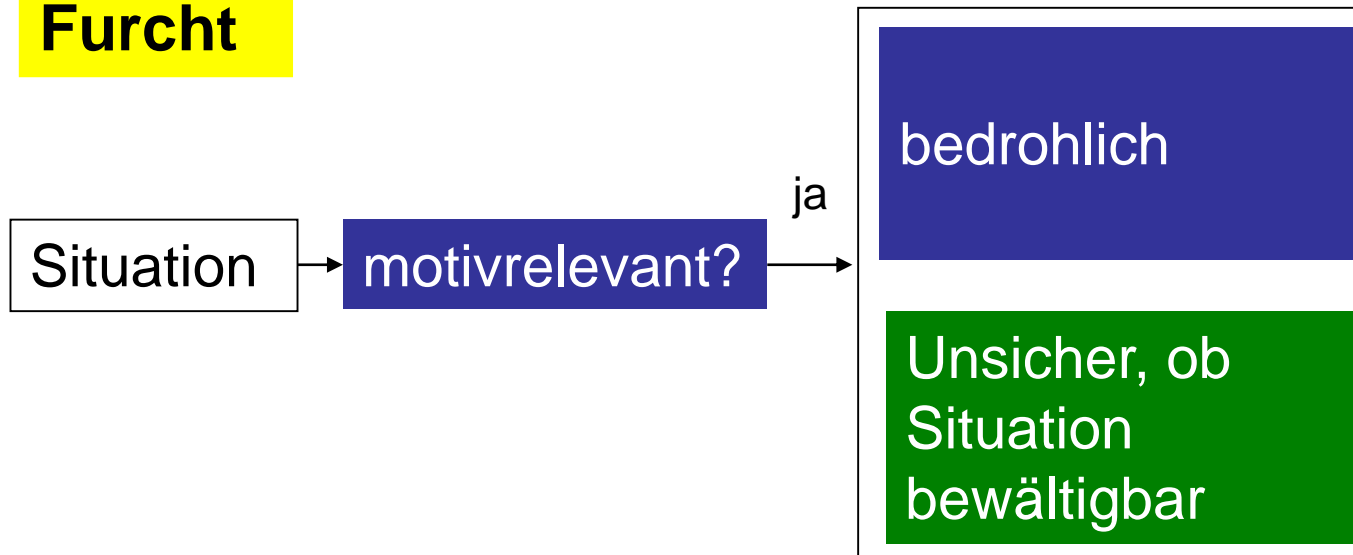 Furcht
Situation
motivrelevant?
ja
bedrohlich
Unsicher, ob
Situation
bewältigbar